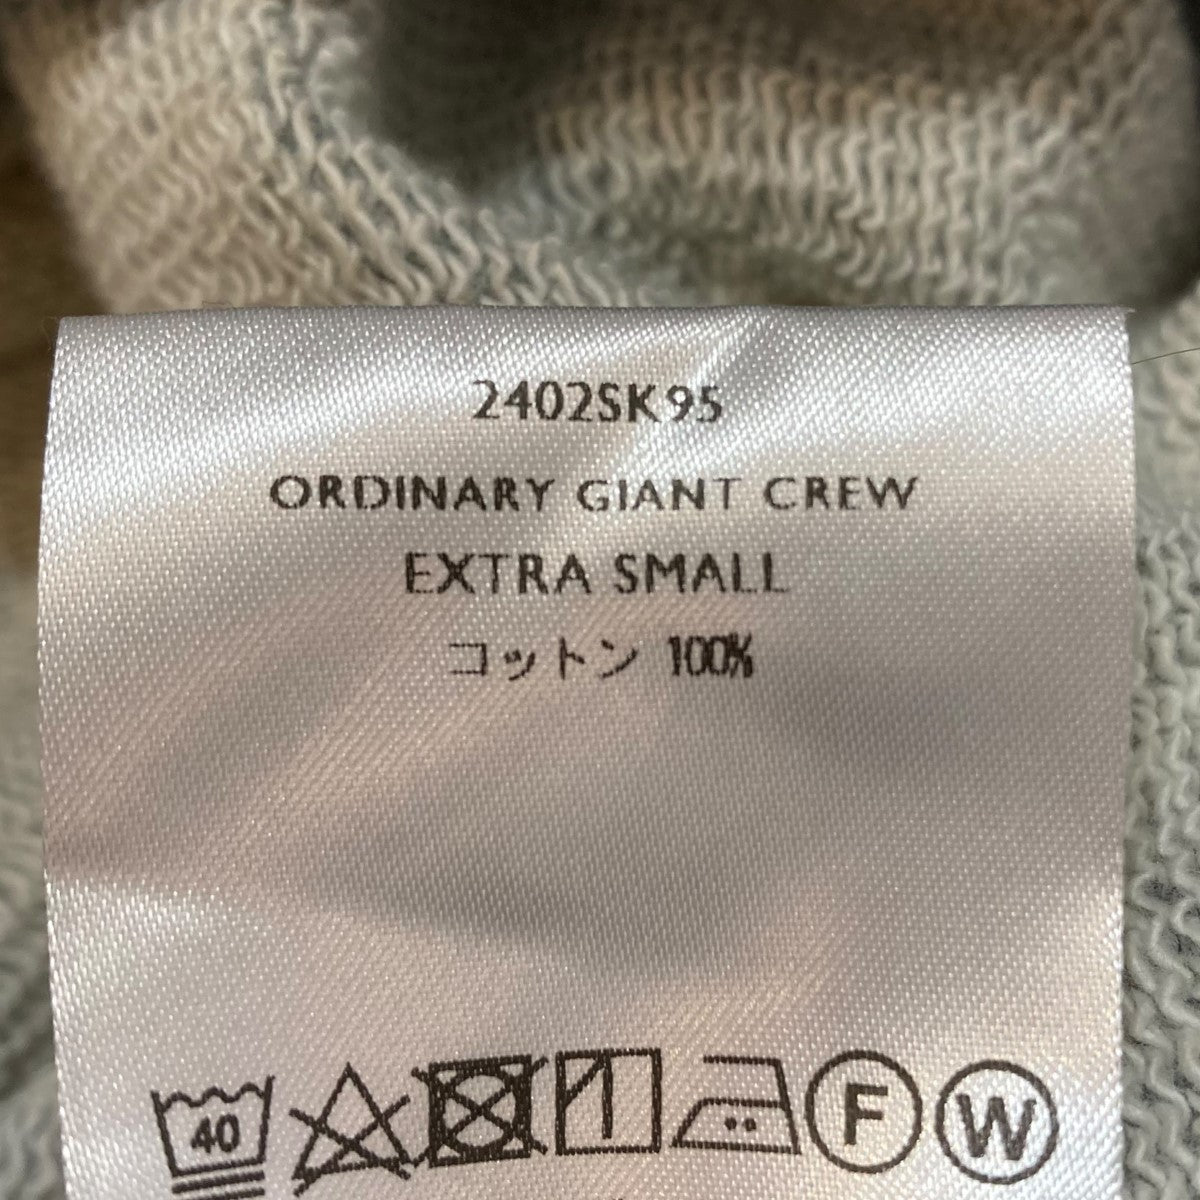 2402SK95
ORDINARY GIANT CREW
EXTRA SMALL
コットン 100%
40 F W